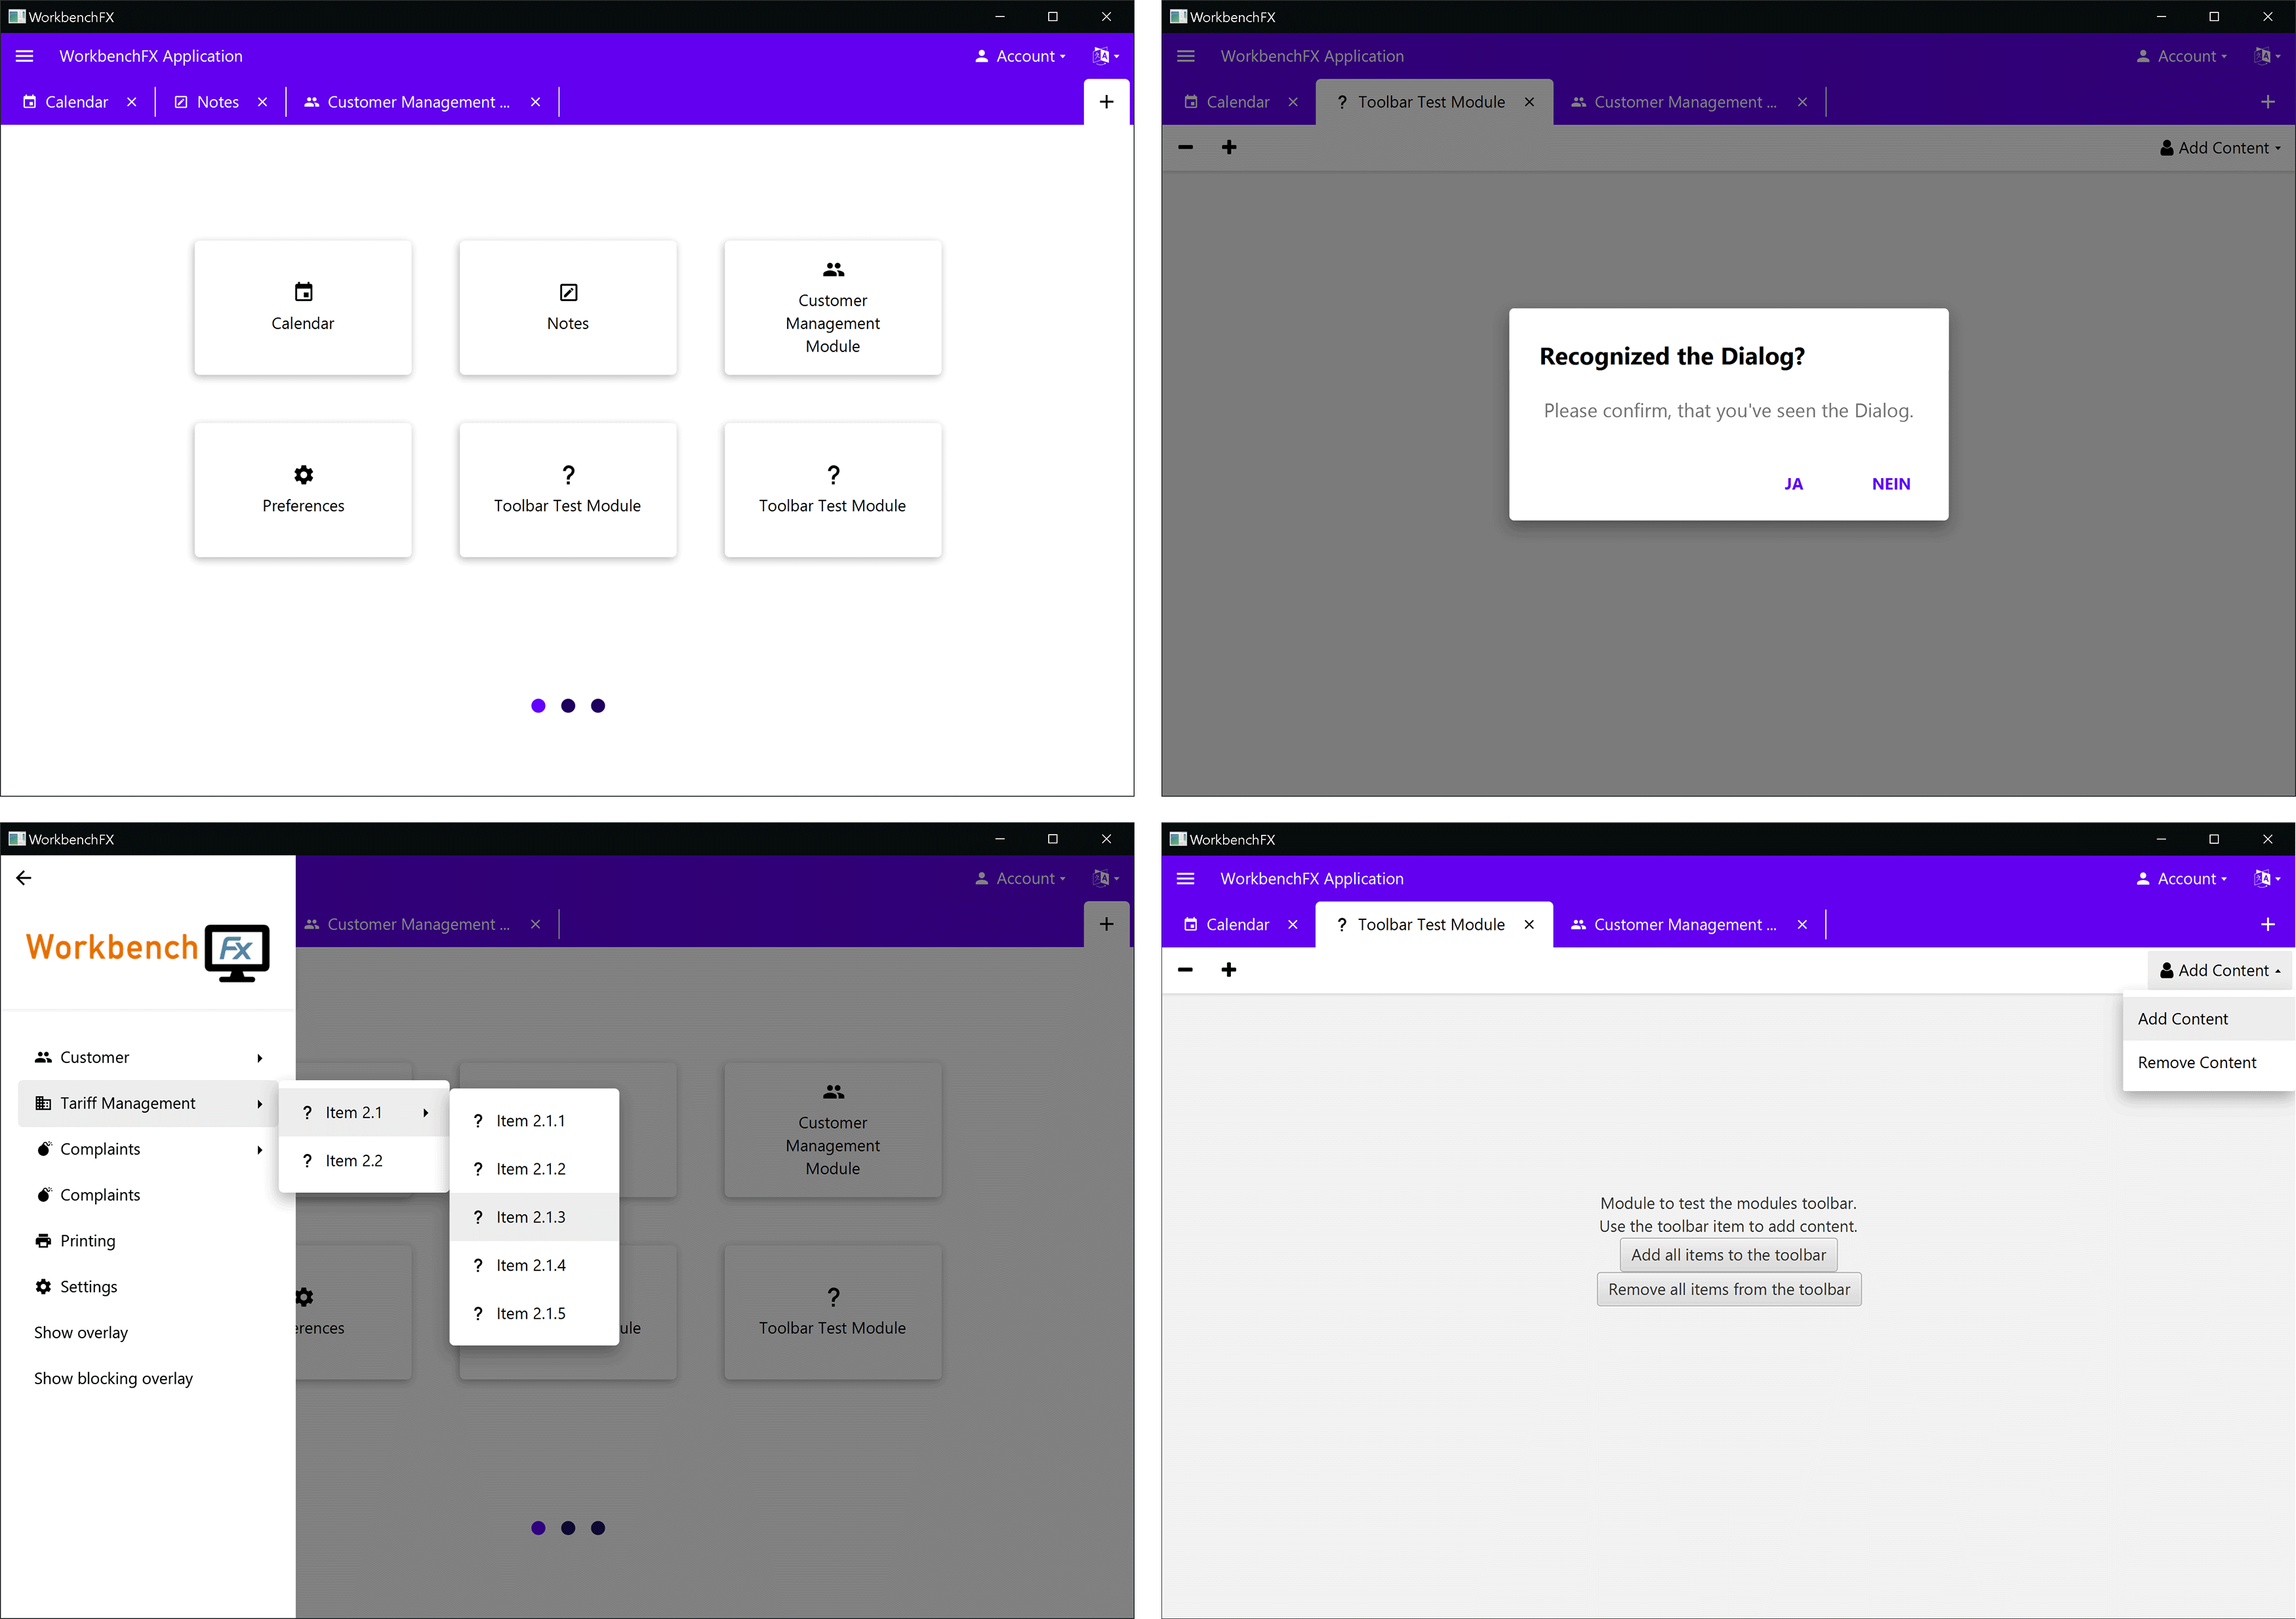 WorkbenchFX
WorkbenchFX Application
Account
Calendar
Notes
Customer Management ...
Calendar
Notes
Customer
Management
Module
Preferences
Toolbar Test Module
Toolbar Test Module
WorkbenchFX
WorkbenchFX Application
Account
Calendar
? Toolbar Test Module
Customer Management ...
Add Content
Recognized the Dialog?
Please confirm, that you've seen the Dialog.
JA
NEIN
WorkbenchFX
Account
Customer Management ...
Workbench Fx
Customer
Tariff Management
Complaints
Complaints
Printing
Settings
Show overlay
Show blocking overlay
? Item 2.1
? Item 2.2
? Item 2.1.1
? Item 2.1.2
? Item 2.1.3
? Item 2.1.4
? Item 2.1.5
Customer
Management
Module
erences
ule
?
Toolbar Test Module
WorkbenchFX
WorkbenchFX Application
Account
Calendar
? Toolbar Test Module
Customer Management ...
Add Content
Add Content
Remove Content
Module to test the modules toolbar.
Use the toolbar item to add content.
Add all items to the toolbar
Remove all items from the toolbar